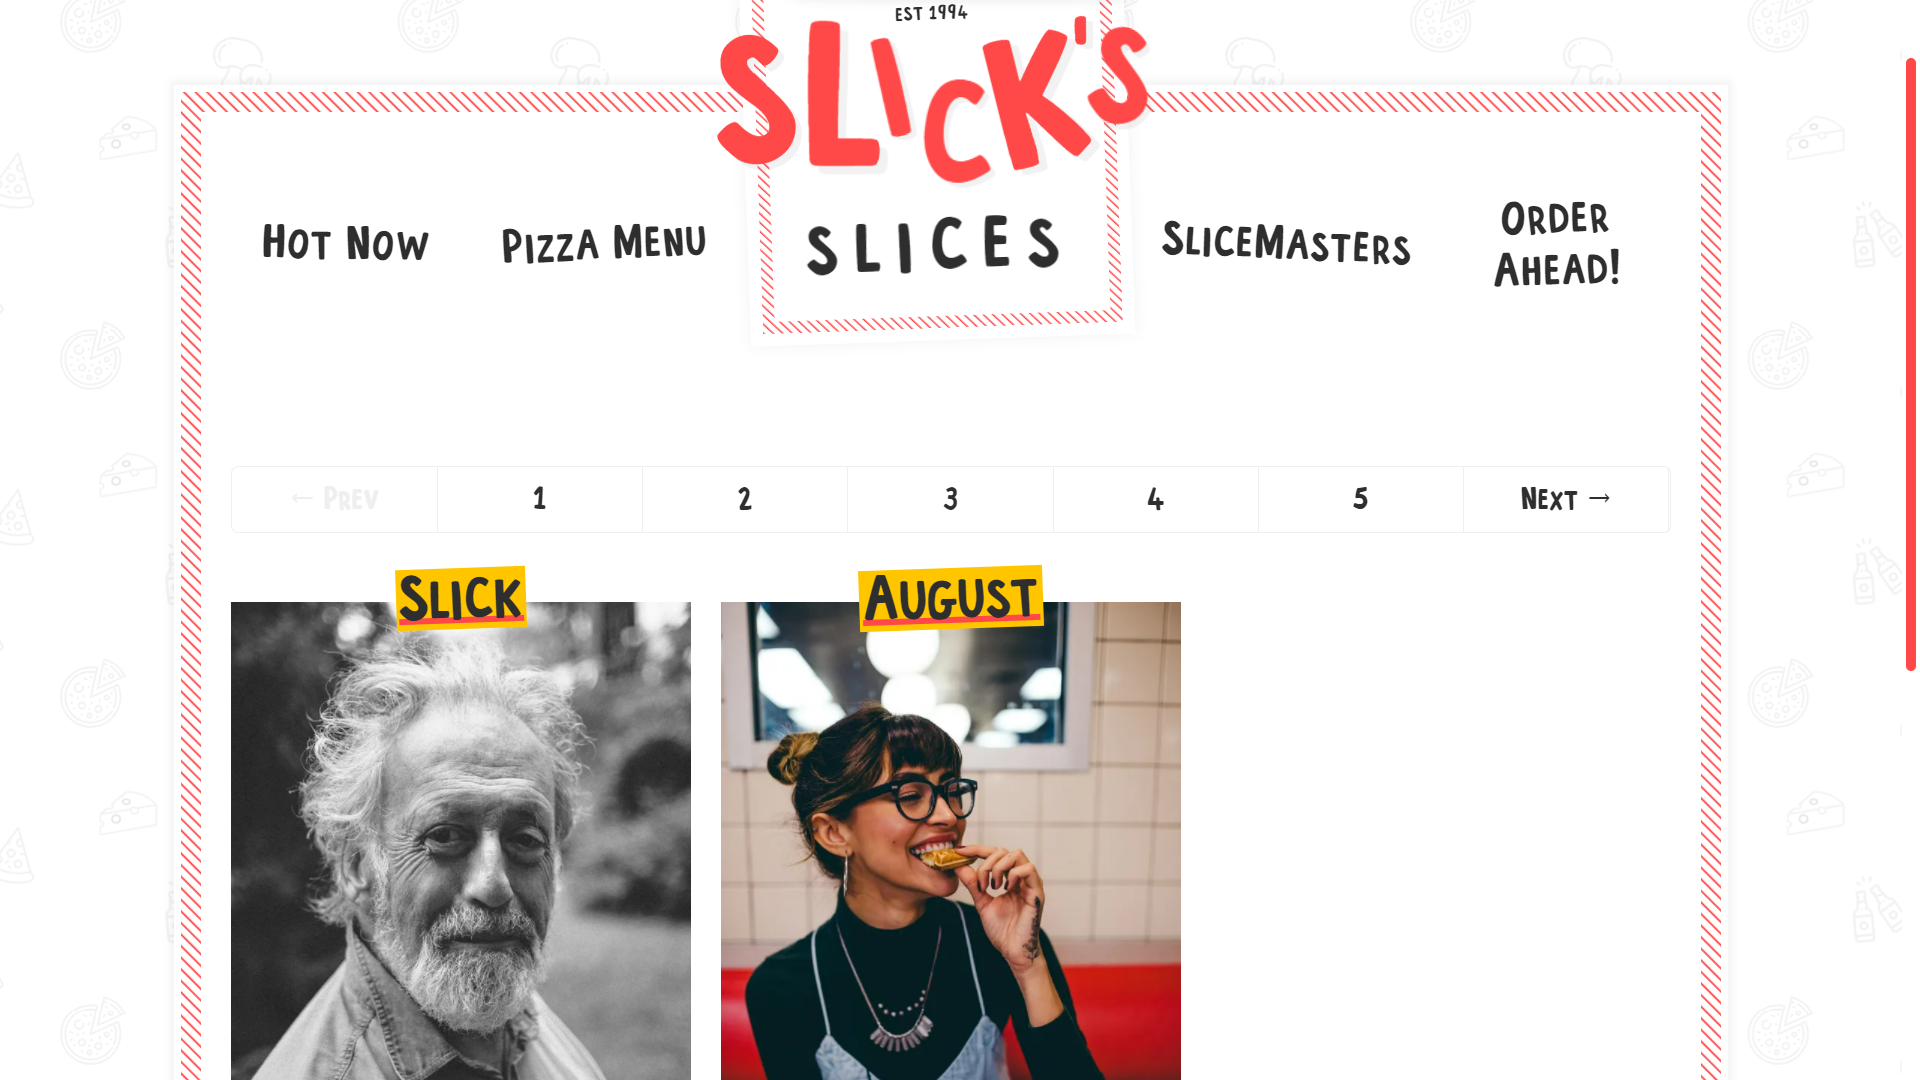 EST 1994
SLICK'S
SLICES
HOT NOW
PIZZA MENU
SLICEMASTERS
ORDER
AHEAD!
← PREV
1
2
3
4
5
NEXT →
SLICK
AUGUST